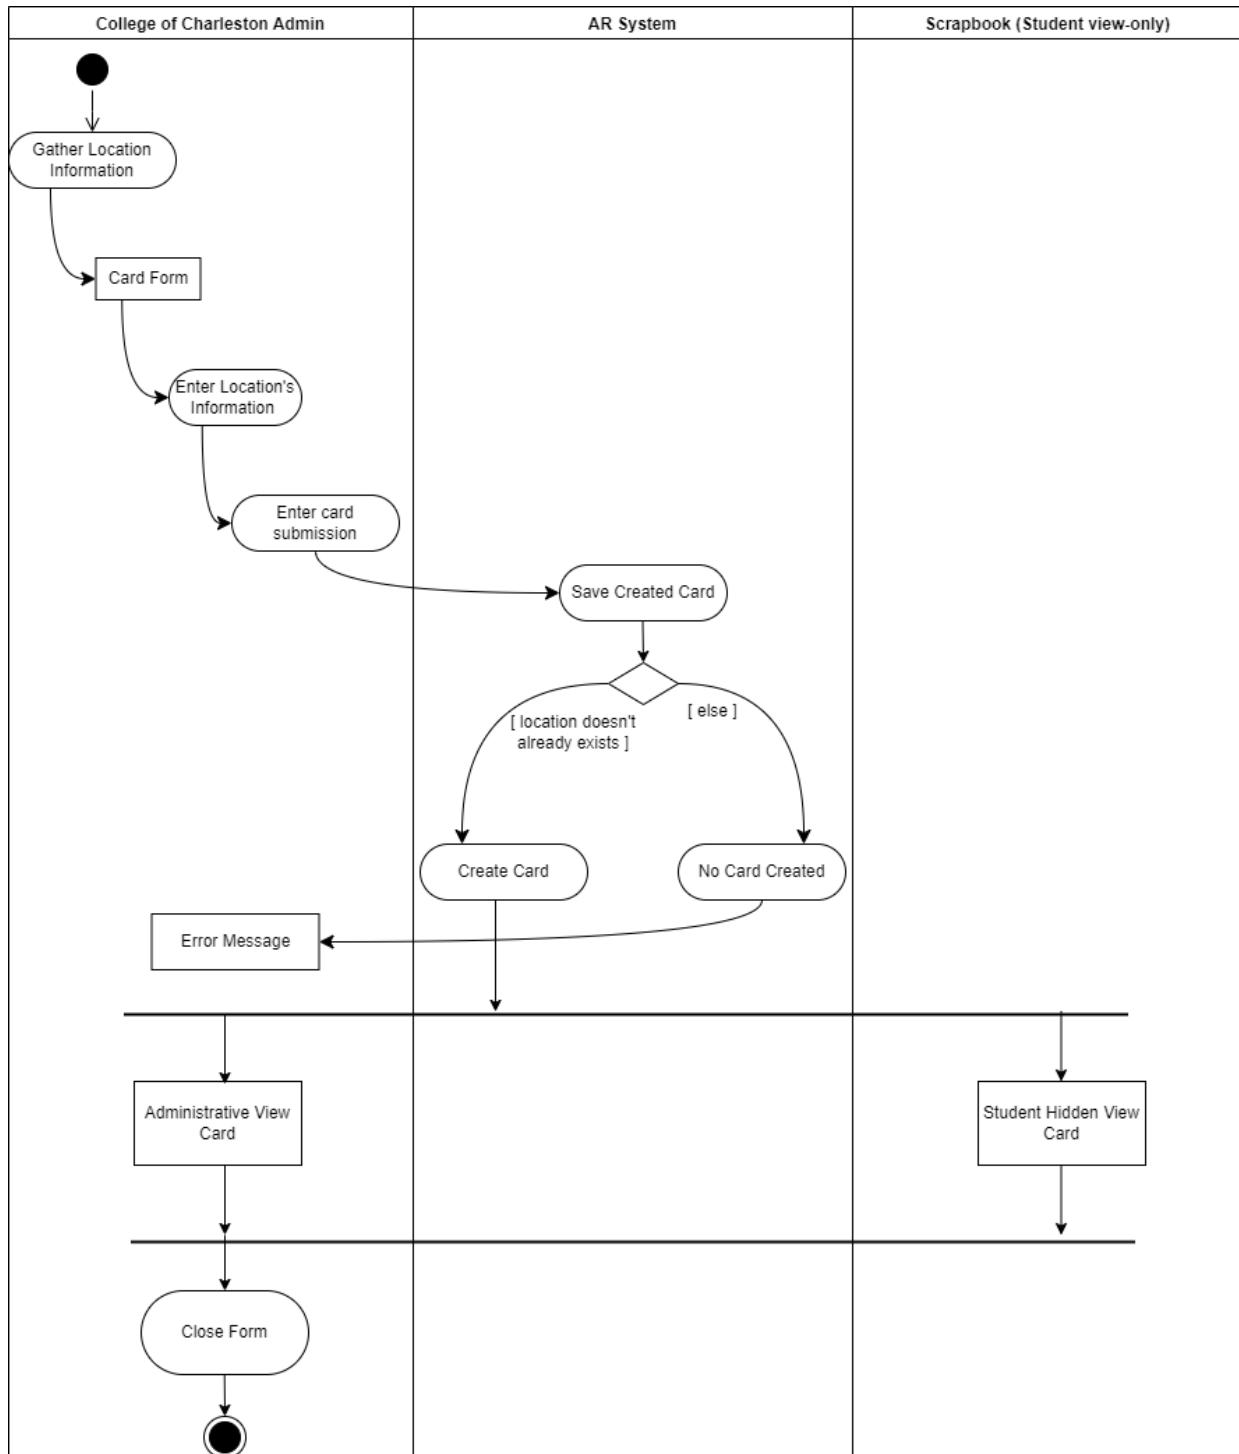 College of Charleston Admin
AR System
Scrapbook (Student view-only)
Gather Location
Information
Card Form
Enter Location's
Information
Enter card
submission
Save Created Card
[ location doesn't
already exists ]
[ else ]
Create Card
No Card Created
Error Message
Administrative View
Card
Student Hidden View
Card
Close Form